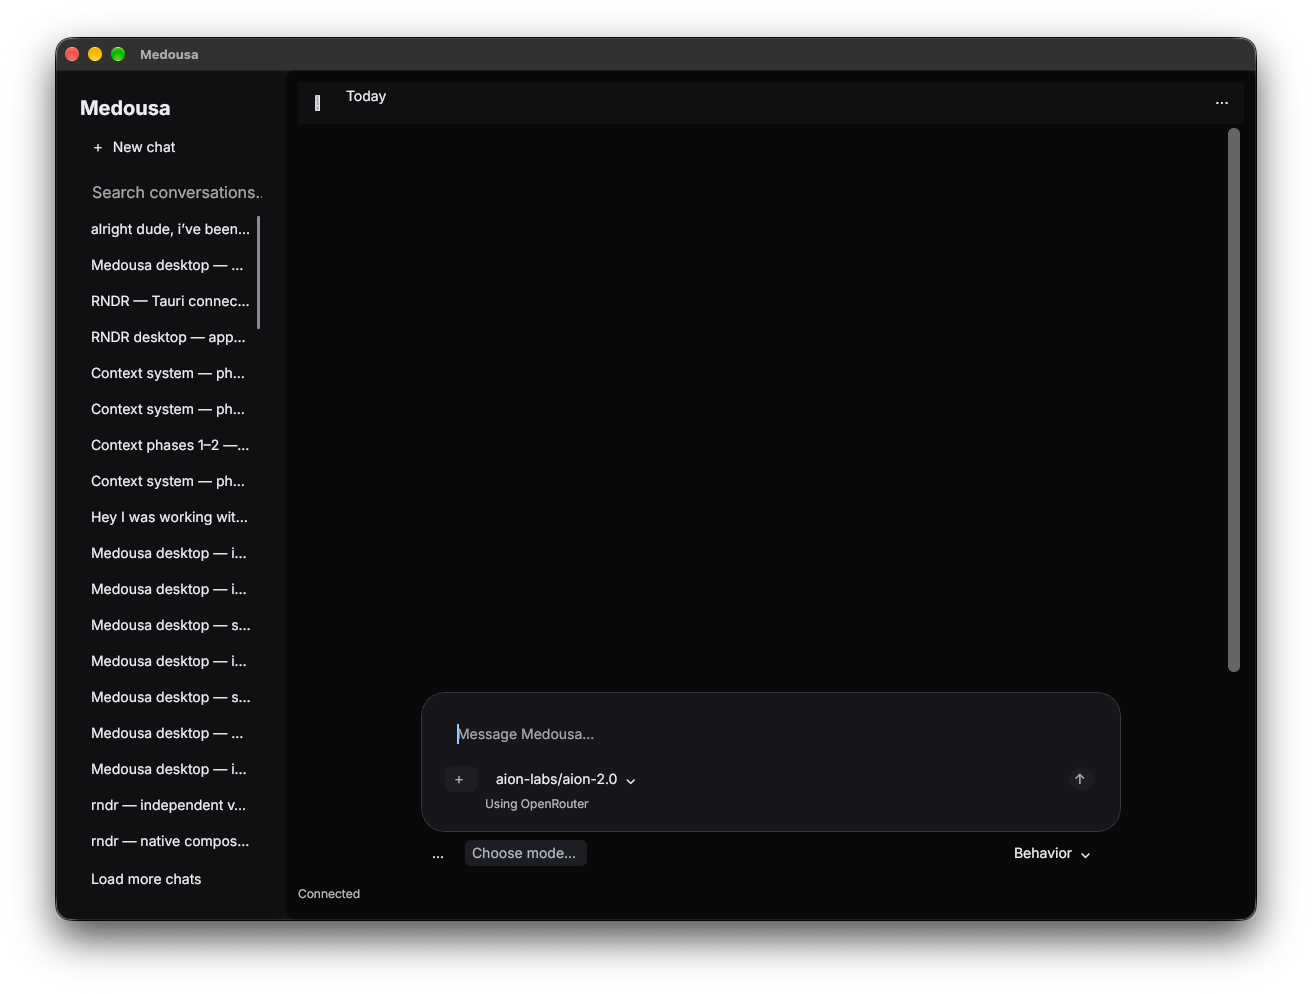 Medousa
Medousa
+ New chat
Search conversations..
alright dude, i’ve been...
Medousa desktop — ...
RNDR — Tauri connec...
RNDR desktop — app...
Context system — ph...
Context system — ph...
Context phases 1–2 —...
Context system — ph...
Hey I was working wit...
Medousa desktop — i...
Medousa desktop — i...
Medousa desktop — s...
Medousa desktop — i...
Medousa desktop — s...
Medousa desktop — ...
Medousa desktop — i...
rndr — independent v...
rndr — native compos...
Load more chats
Today
...
Message Medousa...
+ aion-labs/aion-2.0
Using OpenRouter
... Choose mode... Behavior
Connected